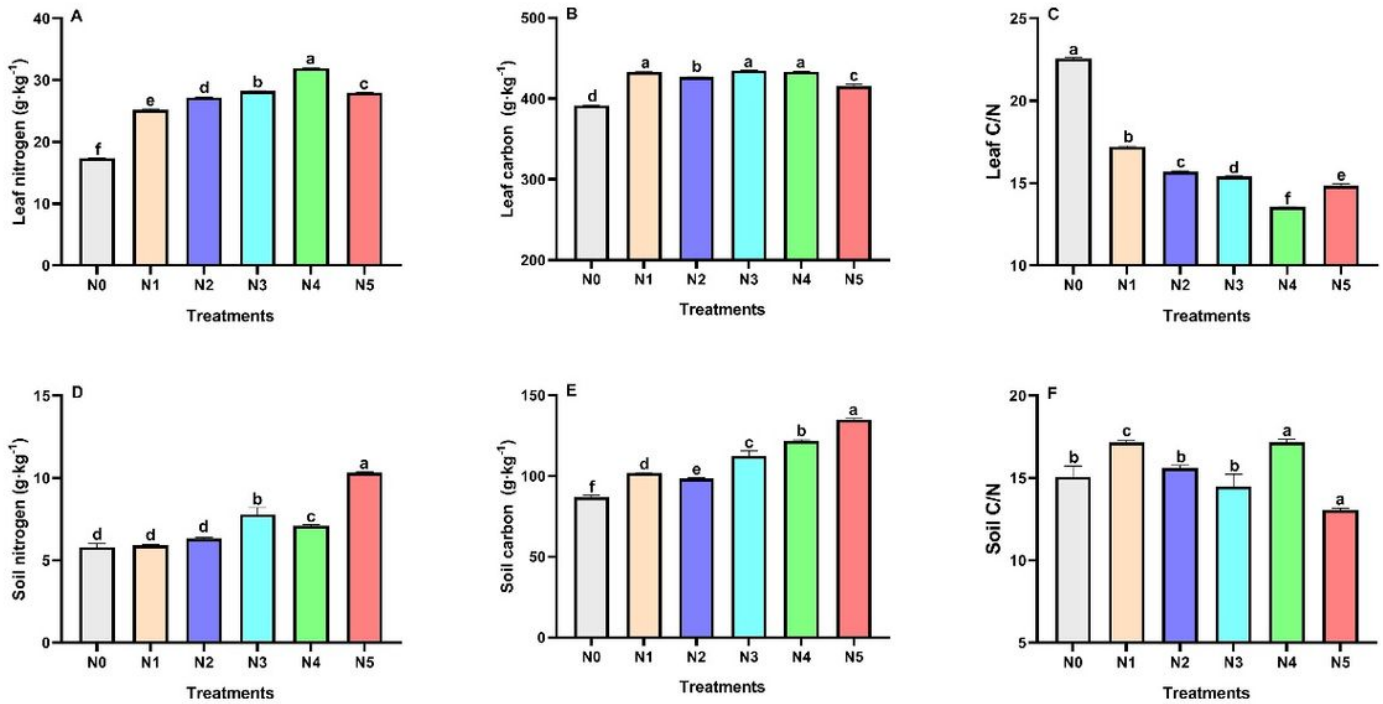 A
Leaf nitrogen (g·kg⁻¹)
40
30
20
10
0
f
e
d
b
a
c
N0 N1 N2 N3 N4 N5
Treatments
B
Leaf carbon (g·kg⁻¹)
500
400
300
200
d
a
b
a
a
c
N0 N1 N2 N3 N4 N5
Treatments
C
Leaf C/N
25
20
15
10
a
b
c
d
f
e
N0 N1 N2 N3 N4 N5
Treatments
D
Soil nitrogen (g·kg⁻¹)
15
10
5
0
d
d
d
b
c
a
N0 N1 N2 N3 N4 N5
Treatments
E
Soil carbon (g·kg⁻¹)
150
100
50
0
f
d
e
c
b
a
N0 N1 N2 N3 N4 N5
Treatments
F
Soil C/N
20
15
10
5
b
c
b
b
a
a
N0 N1 N2 N3 N4 N5
Treatments